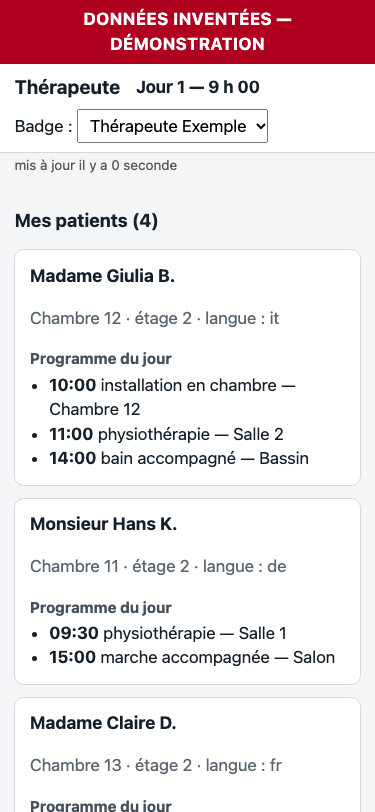 DONNÉES INVENTÉES —
DÉMONSTRATION
Thérapeute Jour 1 — 9 h 00
Badge : Thérapeute Exemple
mis à jour il y a 0 seconde
Mes patients (4)
Madame Giulia B.
Chambre 12 · étage 2 · langue : it
Programme du jour
• 10:00 installation en chambre —
Chambre 12
• 11:00 physiothérapie — Salle 2
• 14:00 bain accompagné — Bassin
Monsieur Hans K.
Chambre 11 · étage 2 · langue : de
Programme du jour
• 09:30 physiothérapie — Salle 1
• 15:00 marche accompagnée — Salon
Madame Claire D.
Chambre 13 · étage 2 · langue : fr
Programme du jour